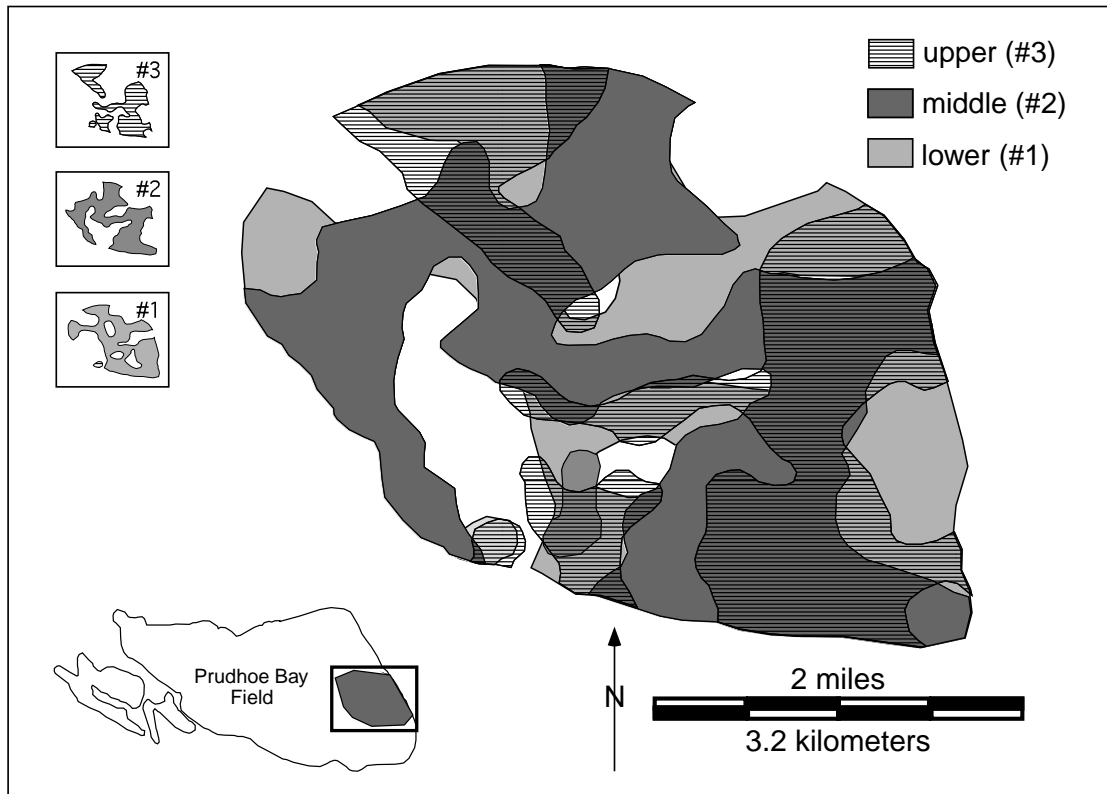 #3
#2
#1
upper (#3)
middle (#2)
lower (#1)
Prudhoe Bay
Field
N
2 miles
3.2 kilometers